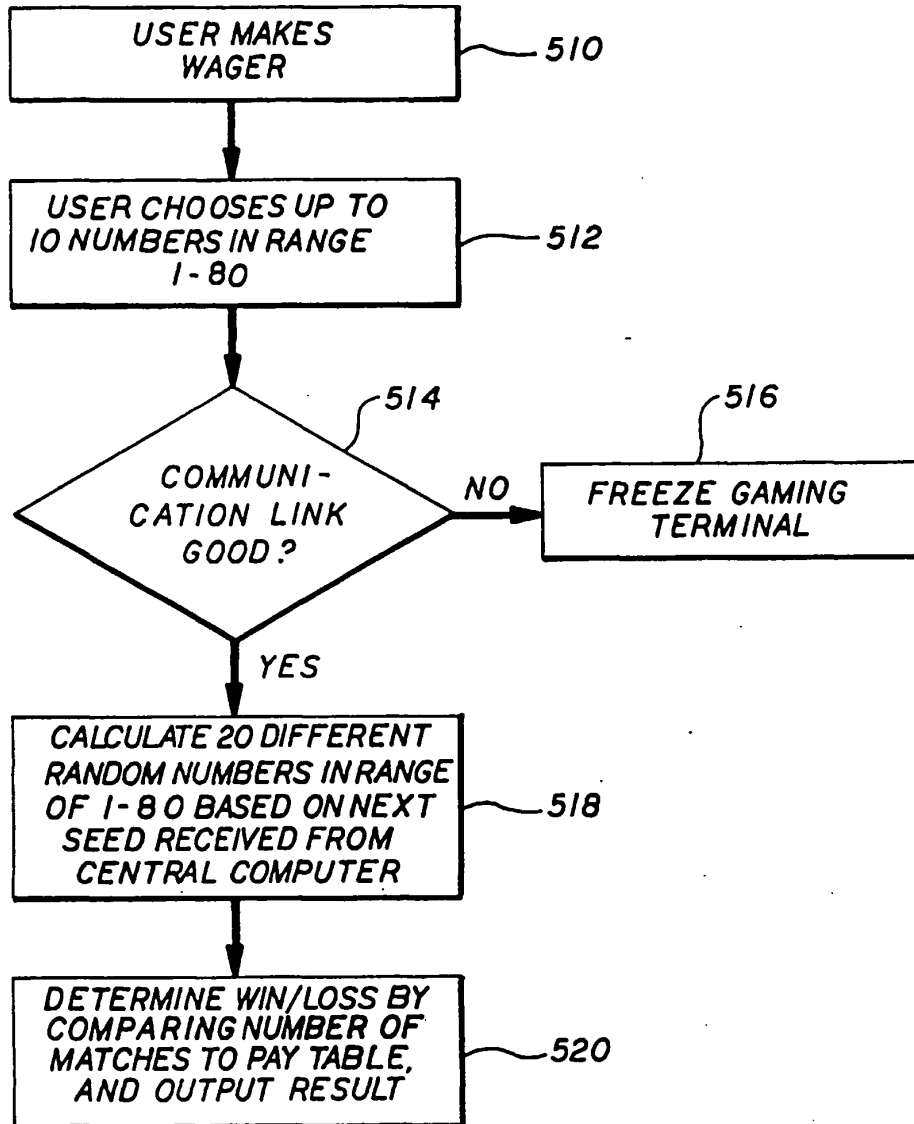 USER MAKES
WAGER
510
USER CHOOSES UP TO
10 NUMBERS IN RANGE
1-80
512
514
COMMUNI-
CATION LINK
GOOD?
NO
516
FREEZE GAMING
TERMINAL
YES
CALCULATE 20 DIFFERENT
RANDOM NUMBERS IN RANGE
OF 1-80 BASED ON NEXT
SEED RECEIVED FROM
CENTRAL COMPUTER
518
DETERMINE WIN/LOSS BY
COMPARING NUMBER OF
MATCHES TO PAY TABLE,
AND OUTPUT RESULT
520